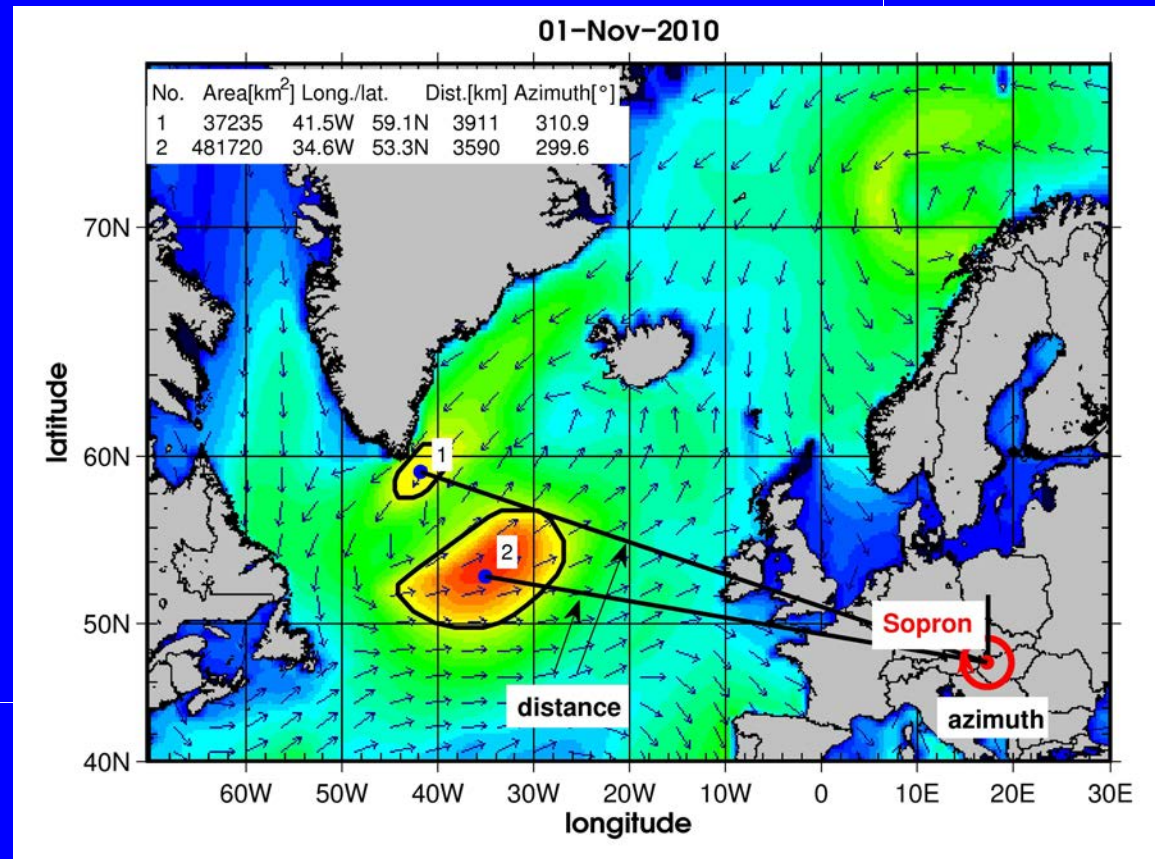 01-Nov-2010
No. Area[km²] Long./lat. Dist.[km] Azimuth[°]
1 37235 41.5W 59.1N 3911 310.9
2 481720 34.6W 53.3N 3590 299.6
70N
60N
50N
40N
latitude
1
2
Sopron
distance
azimuth
60W 50W 40W 30W 20W 10W 0 10E 20E 30E
longitude